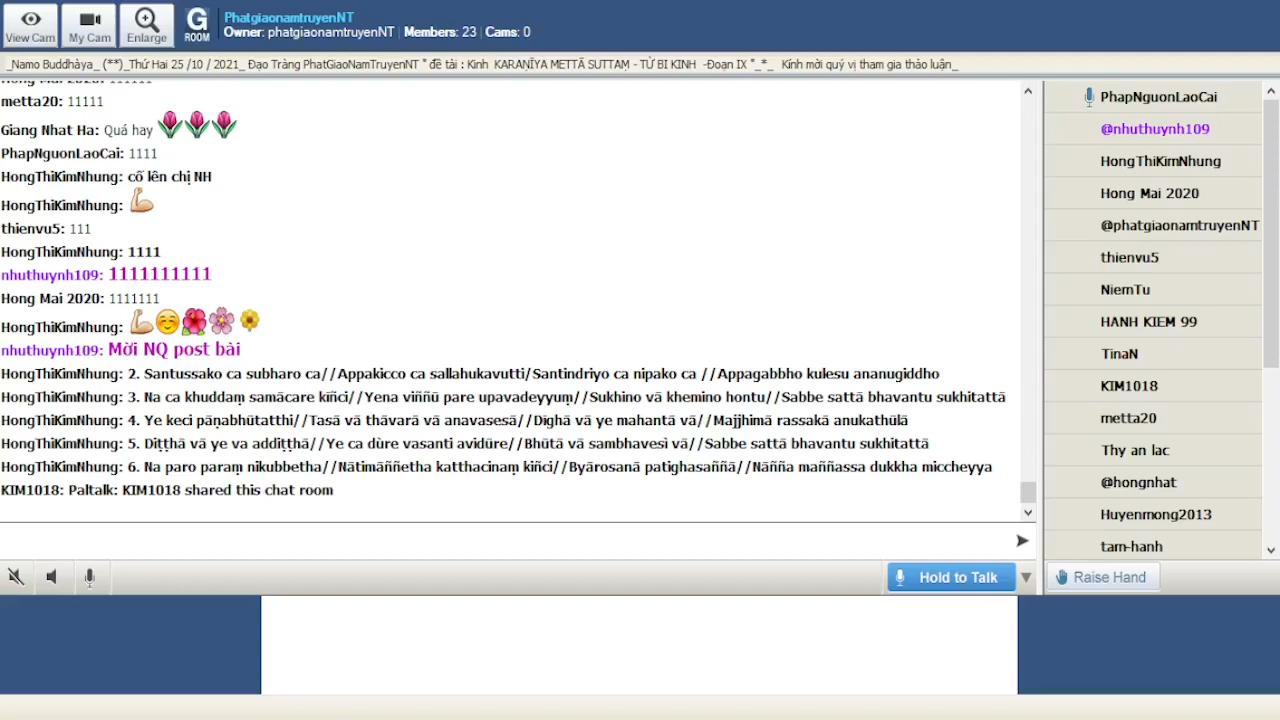 View Cam
My Cam
Enlarge
G
ROOM
PhatgiaonamtruyenNT
Owner: phatgiaonamtruyenNT | Members: 23 | Cams: 0
_Namo Buddhàya_ (**)_Thứ Hai 25 /10 / 2021_ Đạo Tràng PhatGiaoNamTruyenNT " đề tài : Kinh KARAṆĪYA METTĀ SUTTAṂ - TỪ BI KINH -Đoạn IX "_*_ Kính mời quý vị tham gia thảo luận_
Hong Mai 2020: 111111
metta20: 11111
Giang Nhat Ha: Quá hay
PhapNguonLaoCai: 1111
HongThiKimNhung: cố lên chị NH
HongThiKimNhung:
thienvu5: 111
HongThiKimNhung: 1111
nhuthuynh109: 1111111111
Hong Mai 2020: 1111111
HongThiKimNhung:
nhuthuynh109: Mời NQ post bài
HongThiKimNhung: 2. Santussako ca subharo ca//Appakicco ca sallahukavutti/Santindriyo ca nipako ca //Appagabbho kulesu ananugiddho
HongThiKimNhung: 3. Na ca khuddaṃ samācare kiñci//Yena viññū pare upavadeyyuṃ//Sukhino vā khemino hontu//Sabbe sattā bhavantu sukhitattā
HongThiKimNhung: 4. Ye keci pāṇabhūtatthi//Tasā vā thāvarā vā anavasesā//Dīghā vā ye mahantā vā//Majjhimā rassakā anukathūlā
HongThiKimNhung: 5. Diṭṭhā vā ye va addiṭṭhā//Ye ca dūre vasanti avidūre//Bhūtā vā sambhavesì vā//Sabbe sattā bhavantu sukhitattā
HongThiKimNhung: 6. Na paro paraṃ nikubbetha//Nātimāññetha katthacinaṃ kiñci//Byārosanā patighasaññā//Nāñña maññassa dukkha miccheyya
KIM1018: Paltalk: KIM1018 shared this chat room
PhapNguonLaoCai
@nhuthuynh109
HongThiKimNhung
Hong Mai 2020
@phatgiaonamtruyenNT
thienvu5
NiemTu
HANH KIEM 99
TinaN
KIM1018
metta20
Thy an lac
@hongnhat
Huyenmong2013
tam-hanh
Hold to Talk
Raise Hand